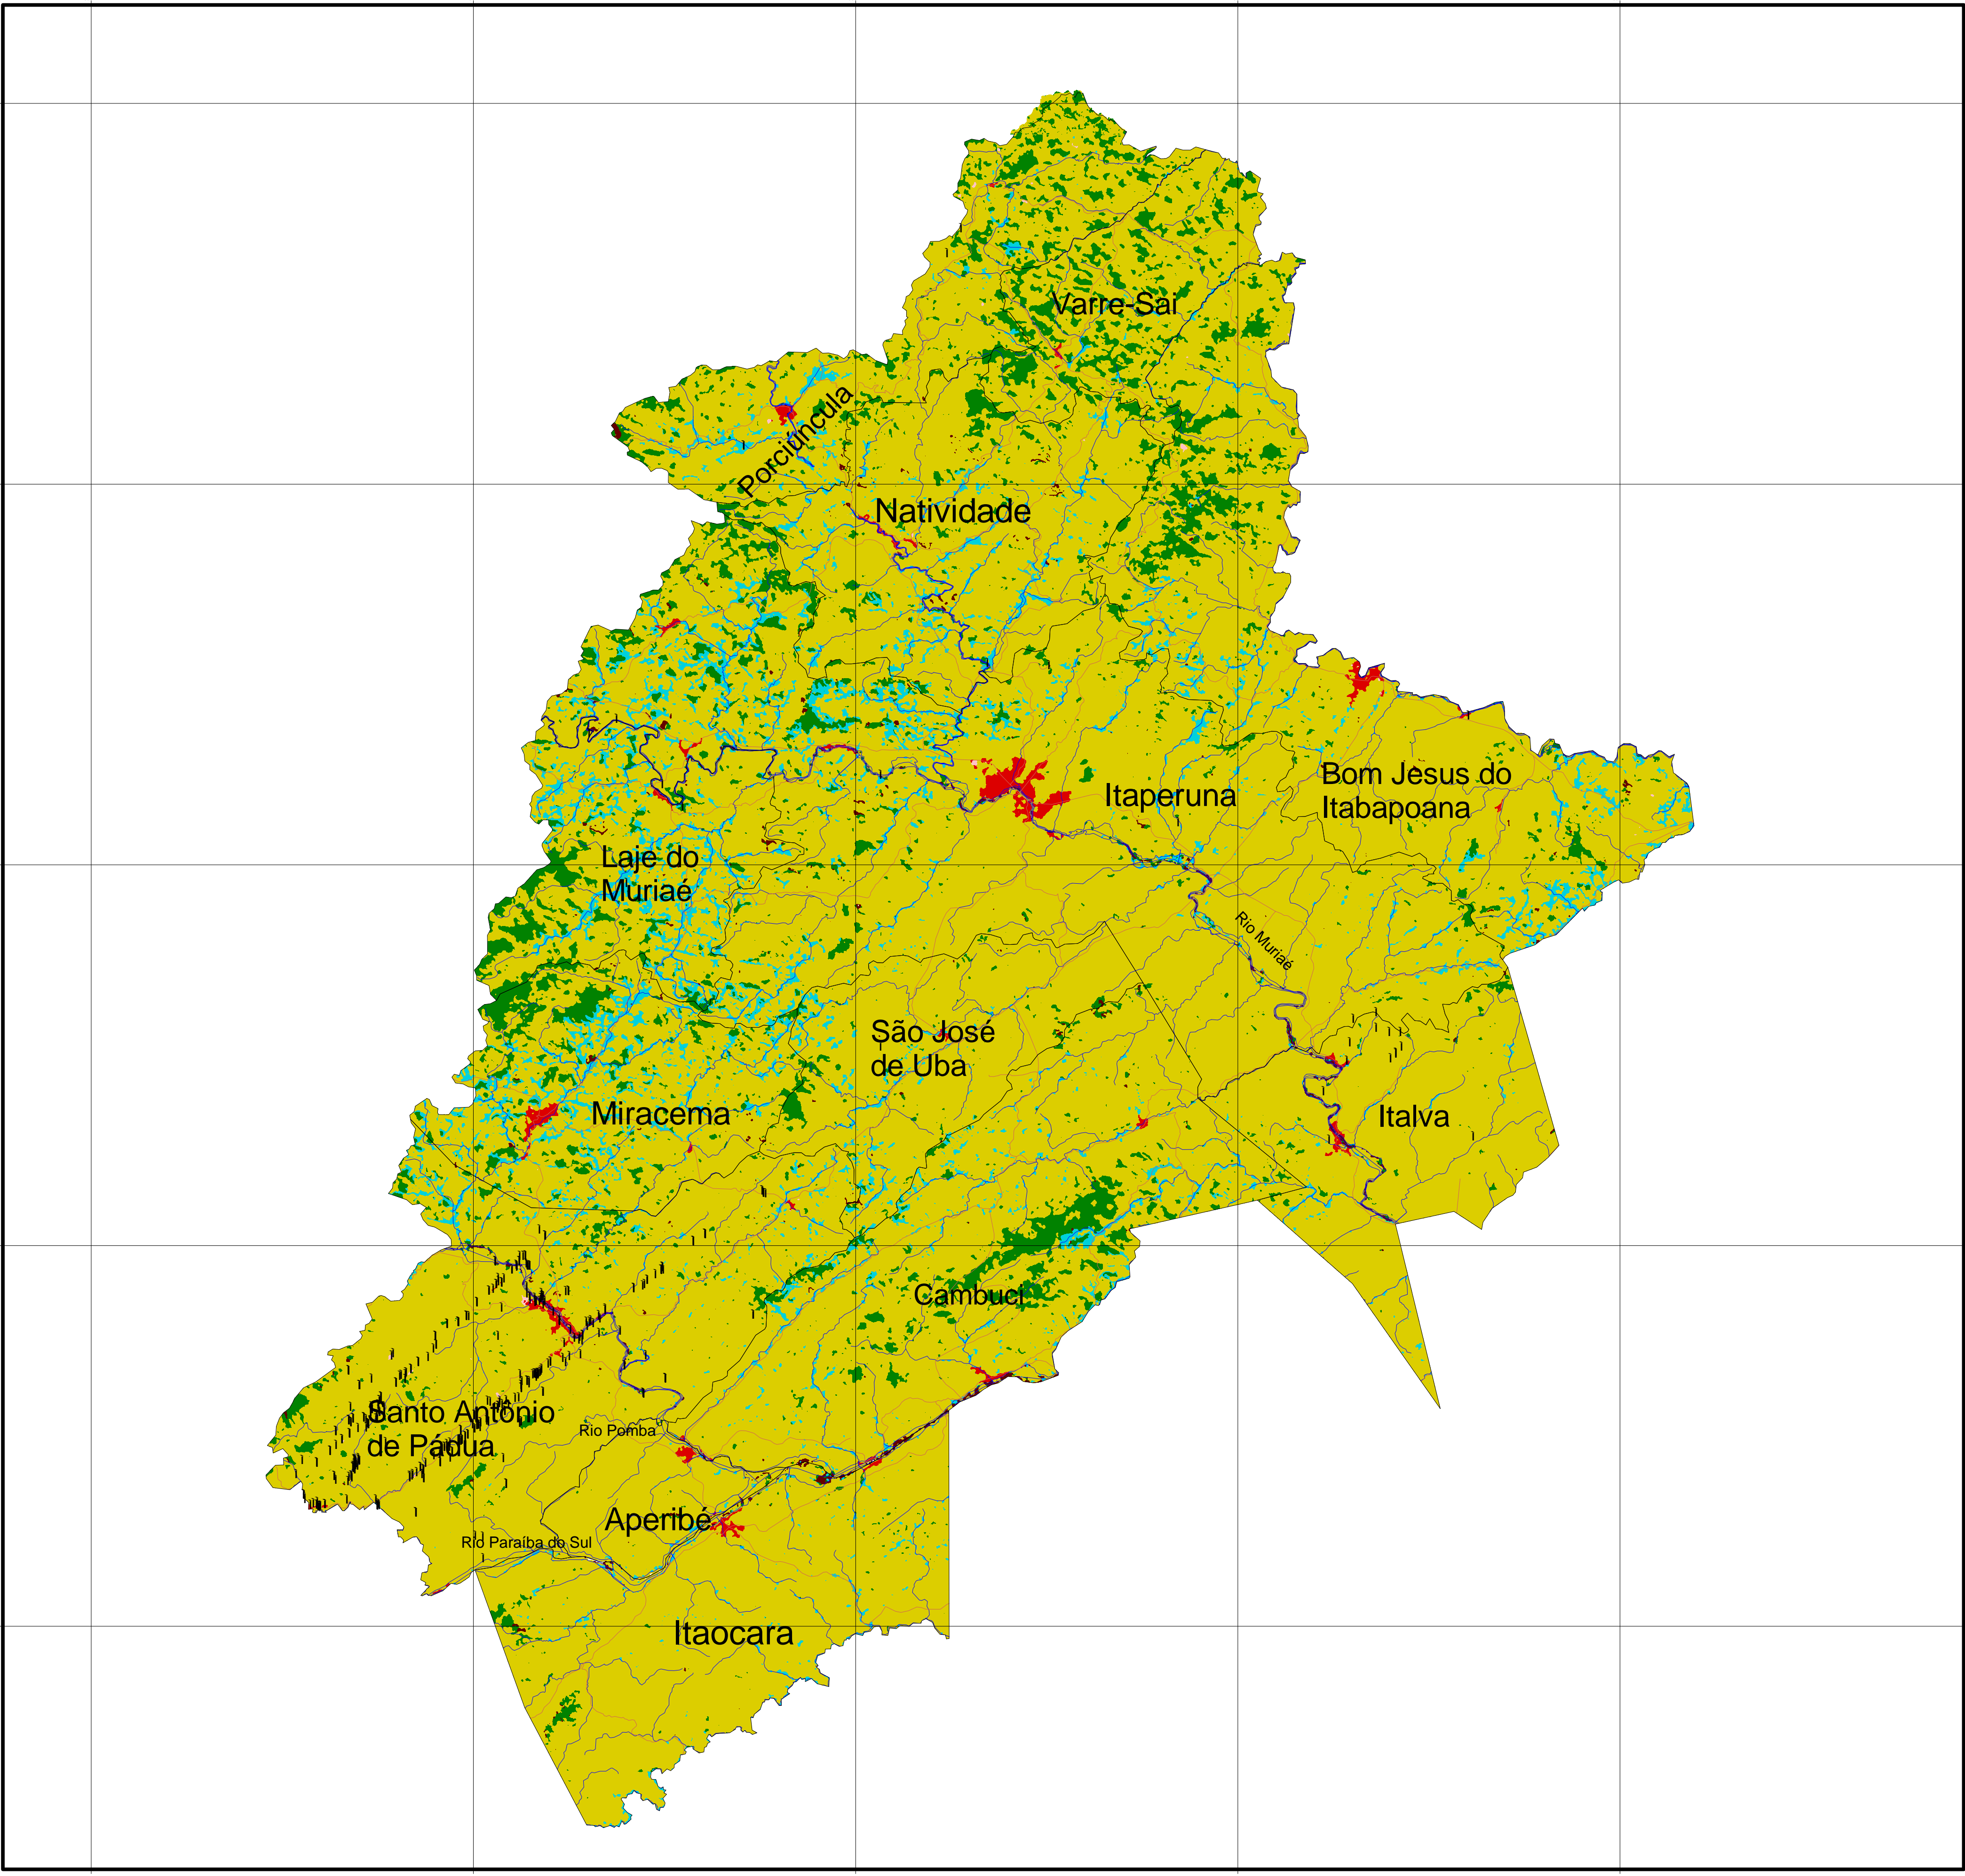 Varre-Sai
Porciúncula
Natividade
Bom Jesus do
Itabapoana
Itaperuna
Laje do
Muriaé
Rio Muriaé
São José
de Uba
Miracema
Italva
Cambuci
Santo Antônio
de Pádua
Rio Pomba
Aperibé
Rio Paraíba do Sul
Itaocara